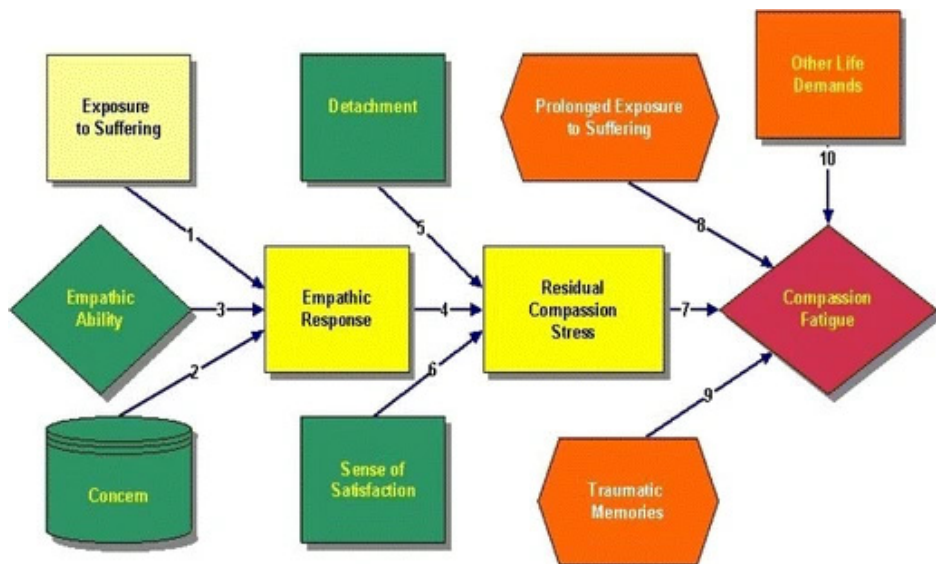 Exposure
to Suffering
Detachment
Prolonged Exposure
to Suffering
Other Life
Demands
10
1
5
8
Empathic
Ability
3
Empathic
Response
4
Residual
Compassion
Stress
7
Compassion
Fatigue
2
6
9
Concern
Sense of
Satisfaction
Traumatic
Memories